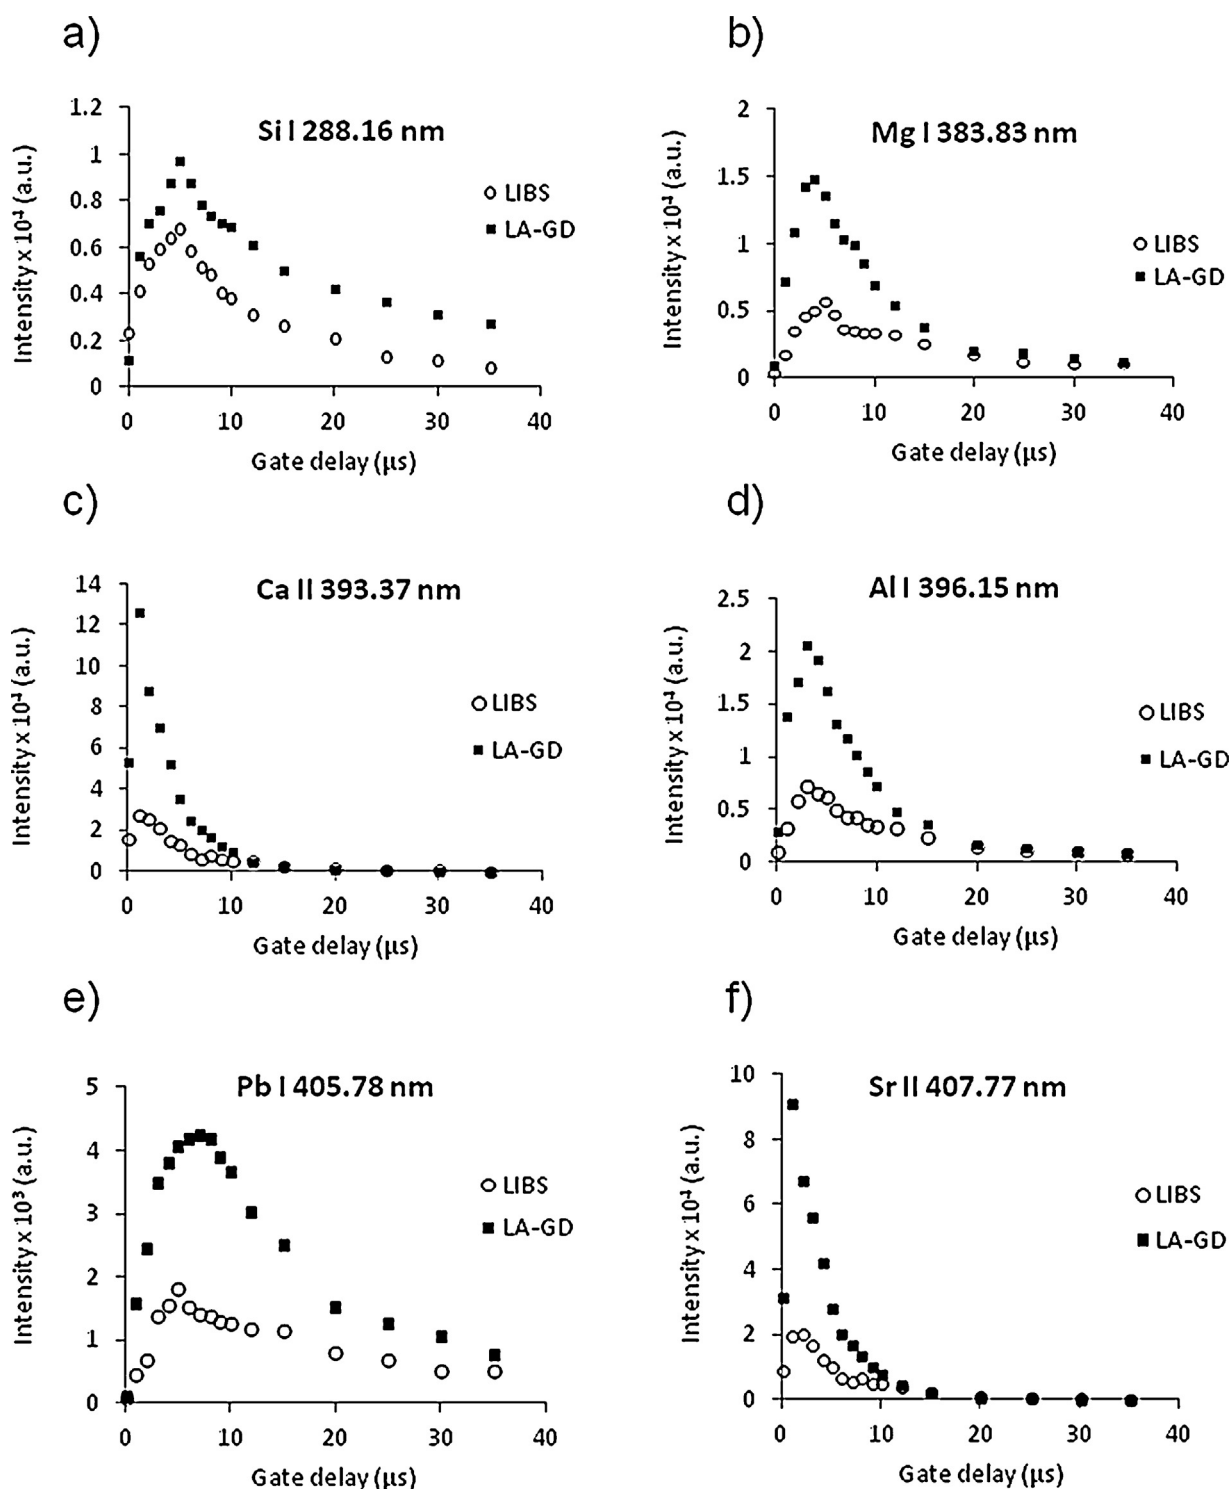 a)
Si I 288.16 nm
Intensity x 10⁴ (a.u.)
1.2
1
0.8
0.6
0.4
0.2
0
0 10 20 30 40
Gate delay (μs)
LIBS
LA-GD
b)
Mg I 383.83 nm
Intensity x 10⁴ (a.u.)
2
1.5
1
0.5
0
0 10 20 30 40
Gate delay (μs)
LIBS
LA-GD
c)
Ca II 393.37 nm
Intensity x 10⁴ (a.u.)
14
12
10
8
6
4
2
0
0 10 20 30 40
Gate delay (μs)
LIBS
LA-GD
d)
Al I 396.15 nm
Intensity x 10⁴ (a.u.)
2.5
2
1.5
1
0.5
0
0 10 20 30 40
Gate delay (μs)
LIBS
LA-GD
e)
Pb I 405.78 nm
Intensity x 10³ (a.u.)
5
4
3
2
1
0
0 10 20 30 40
Gate delay (μs)
LIBS
LA-GD
f)
Sr II 407.77 nm
Intensity x 10⁴ (a.u.)
10
8
6
4
2
0
0 10 20 30 40
Gate delay (μs)
LIBS
LA-GD